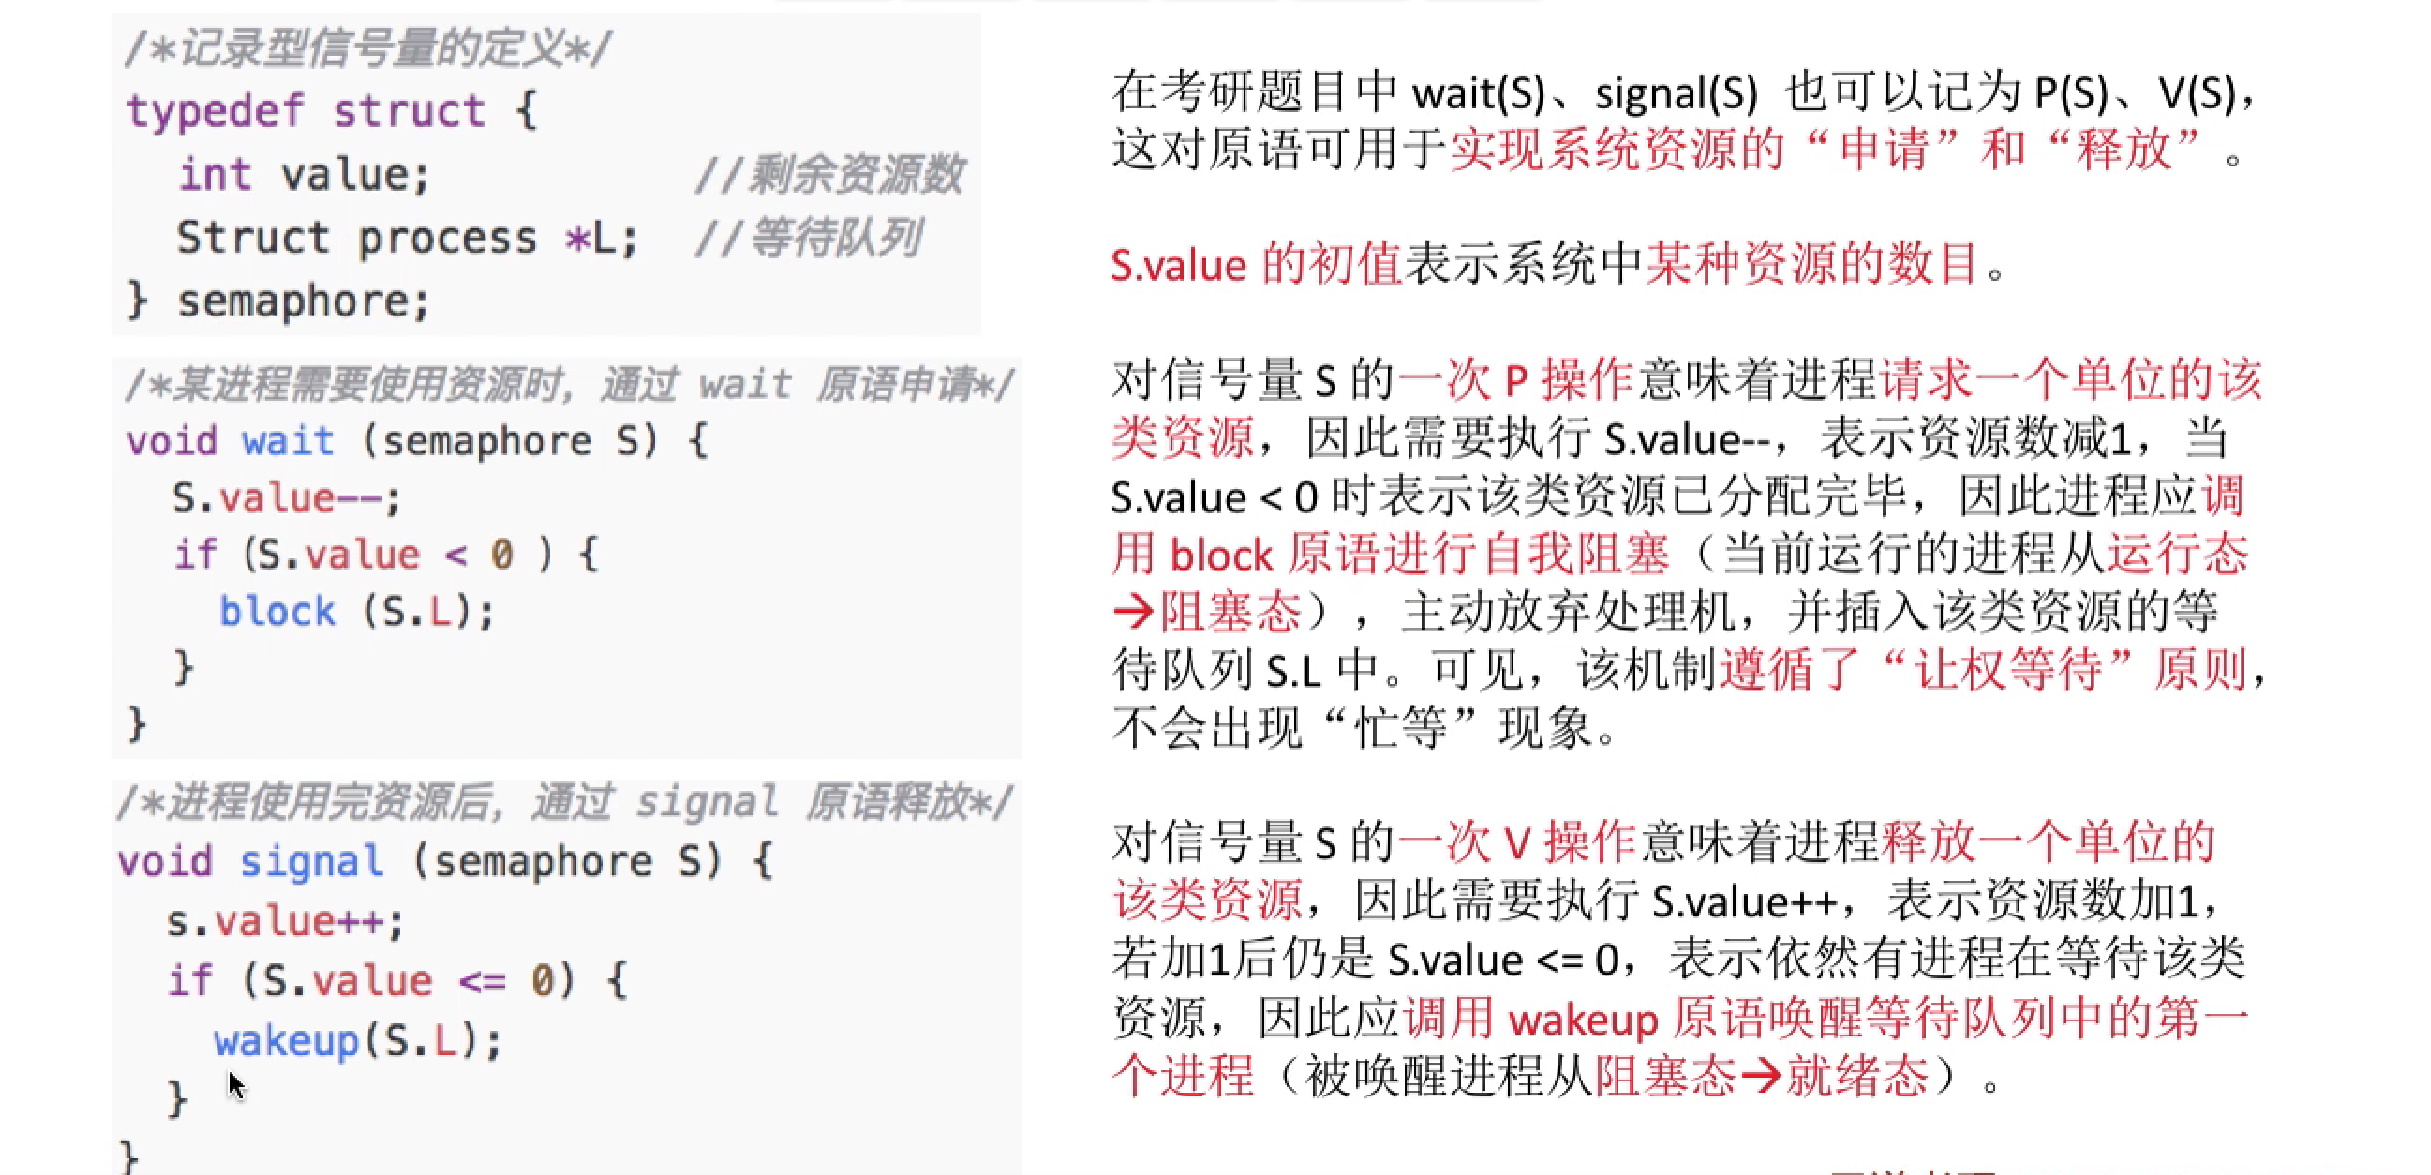 /*记录型信号量的定义*/
typedef struct {
int value; //剩余资源数
Struct process *L; //等待队列
} semaphore;
/*某进程需要使用资源时，通过 wait 原语申请*/
void wait (semaphore S) {
S.value--;
if (S.value < 0 ) {
block (S.L);
}
}
/*进程使用完资源后，通过 signal 原语释放*/
void signal (semaphore S) {
s.value++;
if (S.value <= 0) {
wakeup(S.L);
}
}
在考研题目中 wait(S)、signal(S) 也可以记为 P(S)、V(S)，
这对原语可用于实现系统资源的“申请”和“释放”。
S.value 的初值表示系统中某种资源的数目。
对信号量 S 的一次 P 操作意味着进程请求一个单位的该
类资源，因此需要执行 S.value--，表示资源数减1，当
S.value < 0 时表示该类资源已分配完毕，因此进程应调
用 block 原语进行自我阻塞（当前运行的进程从运行态
→阻塞态），主动放弃处理机，并插入该类资源的等
待队列 S.L 中。可见，该机制遵循了“让权等待”原则，
不会出现“忙等”现象。
对信号量 S 的一次 V 操作意味着进程释放一个单位的
该类资源，因此需要执行 S.value++，表示资源数加1，
若加1后仍是 S.value <= 0，表示依然有进程在等待该类
资源，因此应调用 wakeup 原语唤醒等待队列中的第一
个进程（被唤醒进程从阻塞态→就绪态）。